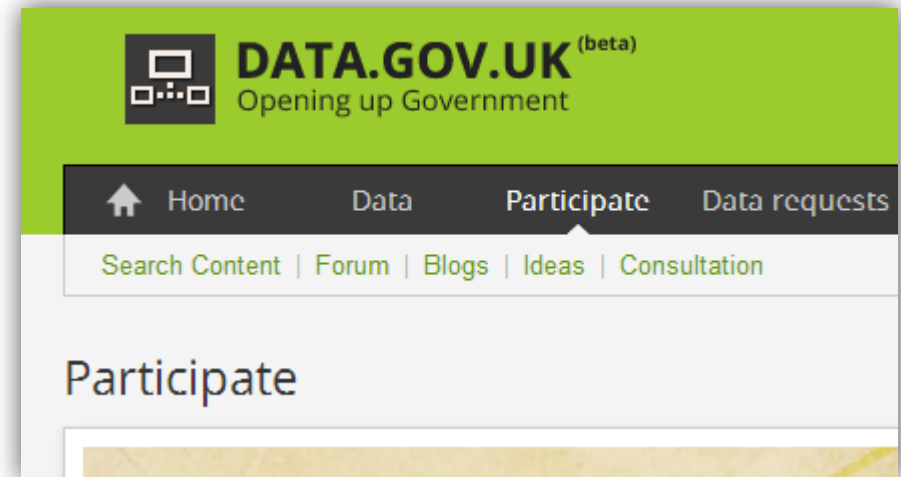 DATA.GOV.UK (beta)
Opening up Government
Home Data Participate Data requests
Search Content | Forum | Blogs | Ideas | Consultation
Participate